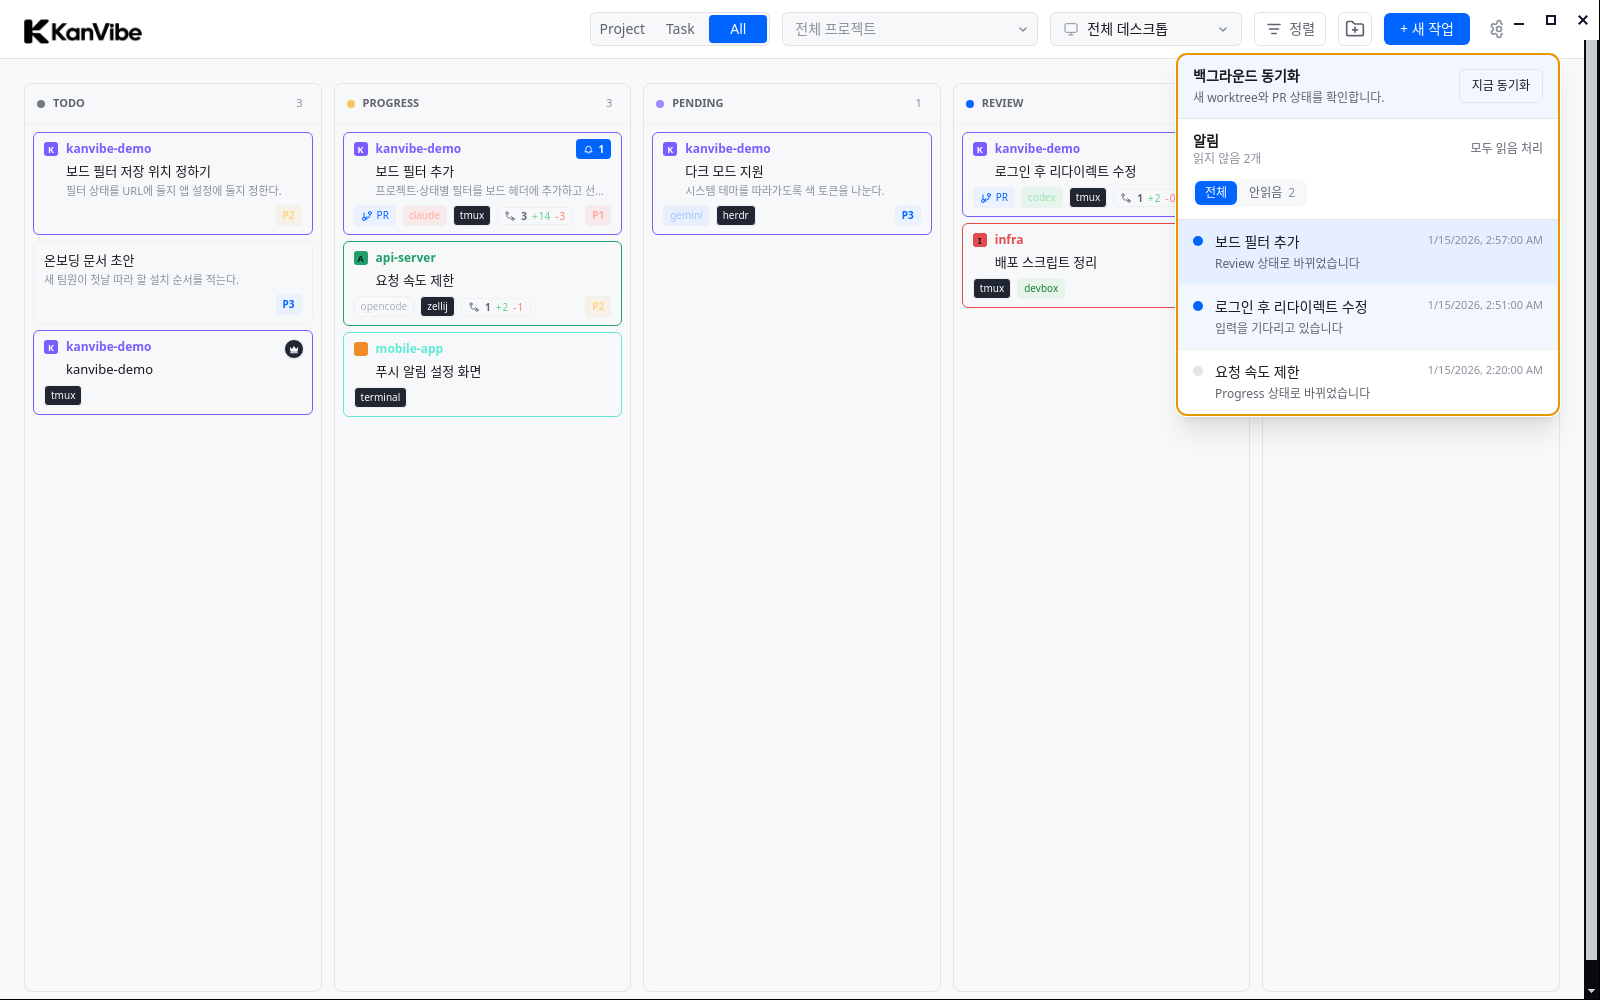 KanVibe
Project Task All
전체 프로젝트
전체 데스크톱
정렬
+ 새 작업
TODO 3
K kanvibe-demo
보드 필터 저장 위치 정하기
필터 상태를 URL에 둘지 앱 설정에 둘지 정한다.
P2
온보딩 문서 초안
새 팀원이 첫날 따라 할 설치 순서를 적는다.
P3
K kanvibe-demo
kanvibe-demo
tmux
PROGRESS 3
K kanvibe-demo 1
보드 필터 추가
프로젝트·상태별 필터를 보드 헤더에 추가하고 선...
PR claude tmux 3 +14 -3 P1
A api-server
요청 속도 제한
opencode zellij 1 +2 -1 P2
mobile-app
푸시 알림 설정 화면
terminal
PENDING 1
K kanvibe-demo
다크 모드 지원
시스템 테마를 따라가도록 색 토큰을 나눈다.
gemini herdr P3
REVIEW
K kanvibe-demo
로그인 후 리다이렉트 수정
PR codex tmux 1 +2 -0
I infra
배포 스크립트 정리
tmux devbox
백그라운드 동기화
새 worktree와 PR 상태를 확인합니다.
지금 동기화
알림
읽지 않음 2개
모두 읽음 처리
전체 안읽음 2
보드 필터 추가 1/15/2026, 2:57:00 AM
Review 상태로 바뀌었습니다
로그인 후 리다이렉트 수정 1/15/2026, 2:51:00 AM
입력을 기다리고 있습니다
요청 속도 제한 1/15/2026, 2:20:00 AM
Progress 상태로 바뀌었습니다